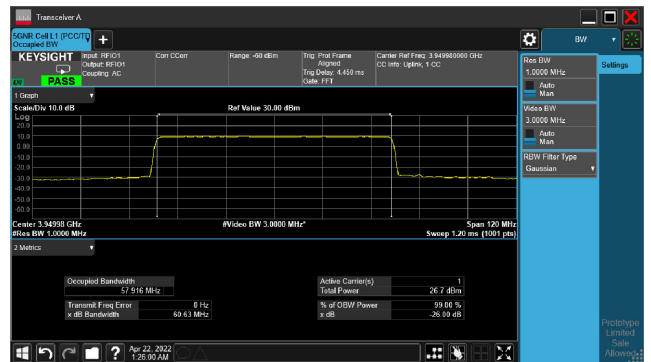 Transceiver A
5GNR Cell L1 (PCC/TD
Occupied BW
BW
KEYSIGHT
Input: RFIO1
Output: RFIO1
Coupling: AC
Corr CCorr
Range: -60 dBm
Trig: Prot Frame
Aligned
Trig Delay: 4.450 ms
Gate: FFT
Carrier Ref Freq: 3.949980000 GHz
CC Info: Uplink, 1 CC
PASS
Res BW
1.0000 MHz
Auto
Man
Settings
Video BW
3.0000 MHz
Auto
Man
RBW Filter Type
Gaussian
1 Graph
Scale/Div 10.0 dB
Ref Value 30.00 dBm
Log
20.0
10.0
0.00
-10.0
-20.0
-30.0
-40.0
-50.0
-60.0
Center 3.94998 GHz
#Video BW 3.0000 MHz*
Span 120 MHz
#Res BW 1.0000 MHz
Sweep 1.20 ms (1001 pts)
2 Metrics
Occupied Bandwidth
57.916 MHz
Active Carrier(s) 1
Total Power 26.7 dBm
Transmit Freq Error 0 Hz
x dB Bandwidth 60.63 MHz
% of OBW Power 99.00 %
x dB -26.00 dB
Prototype
Limited
Sale
Allowed
Apr 22, 2022
1:26:00 AM